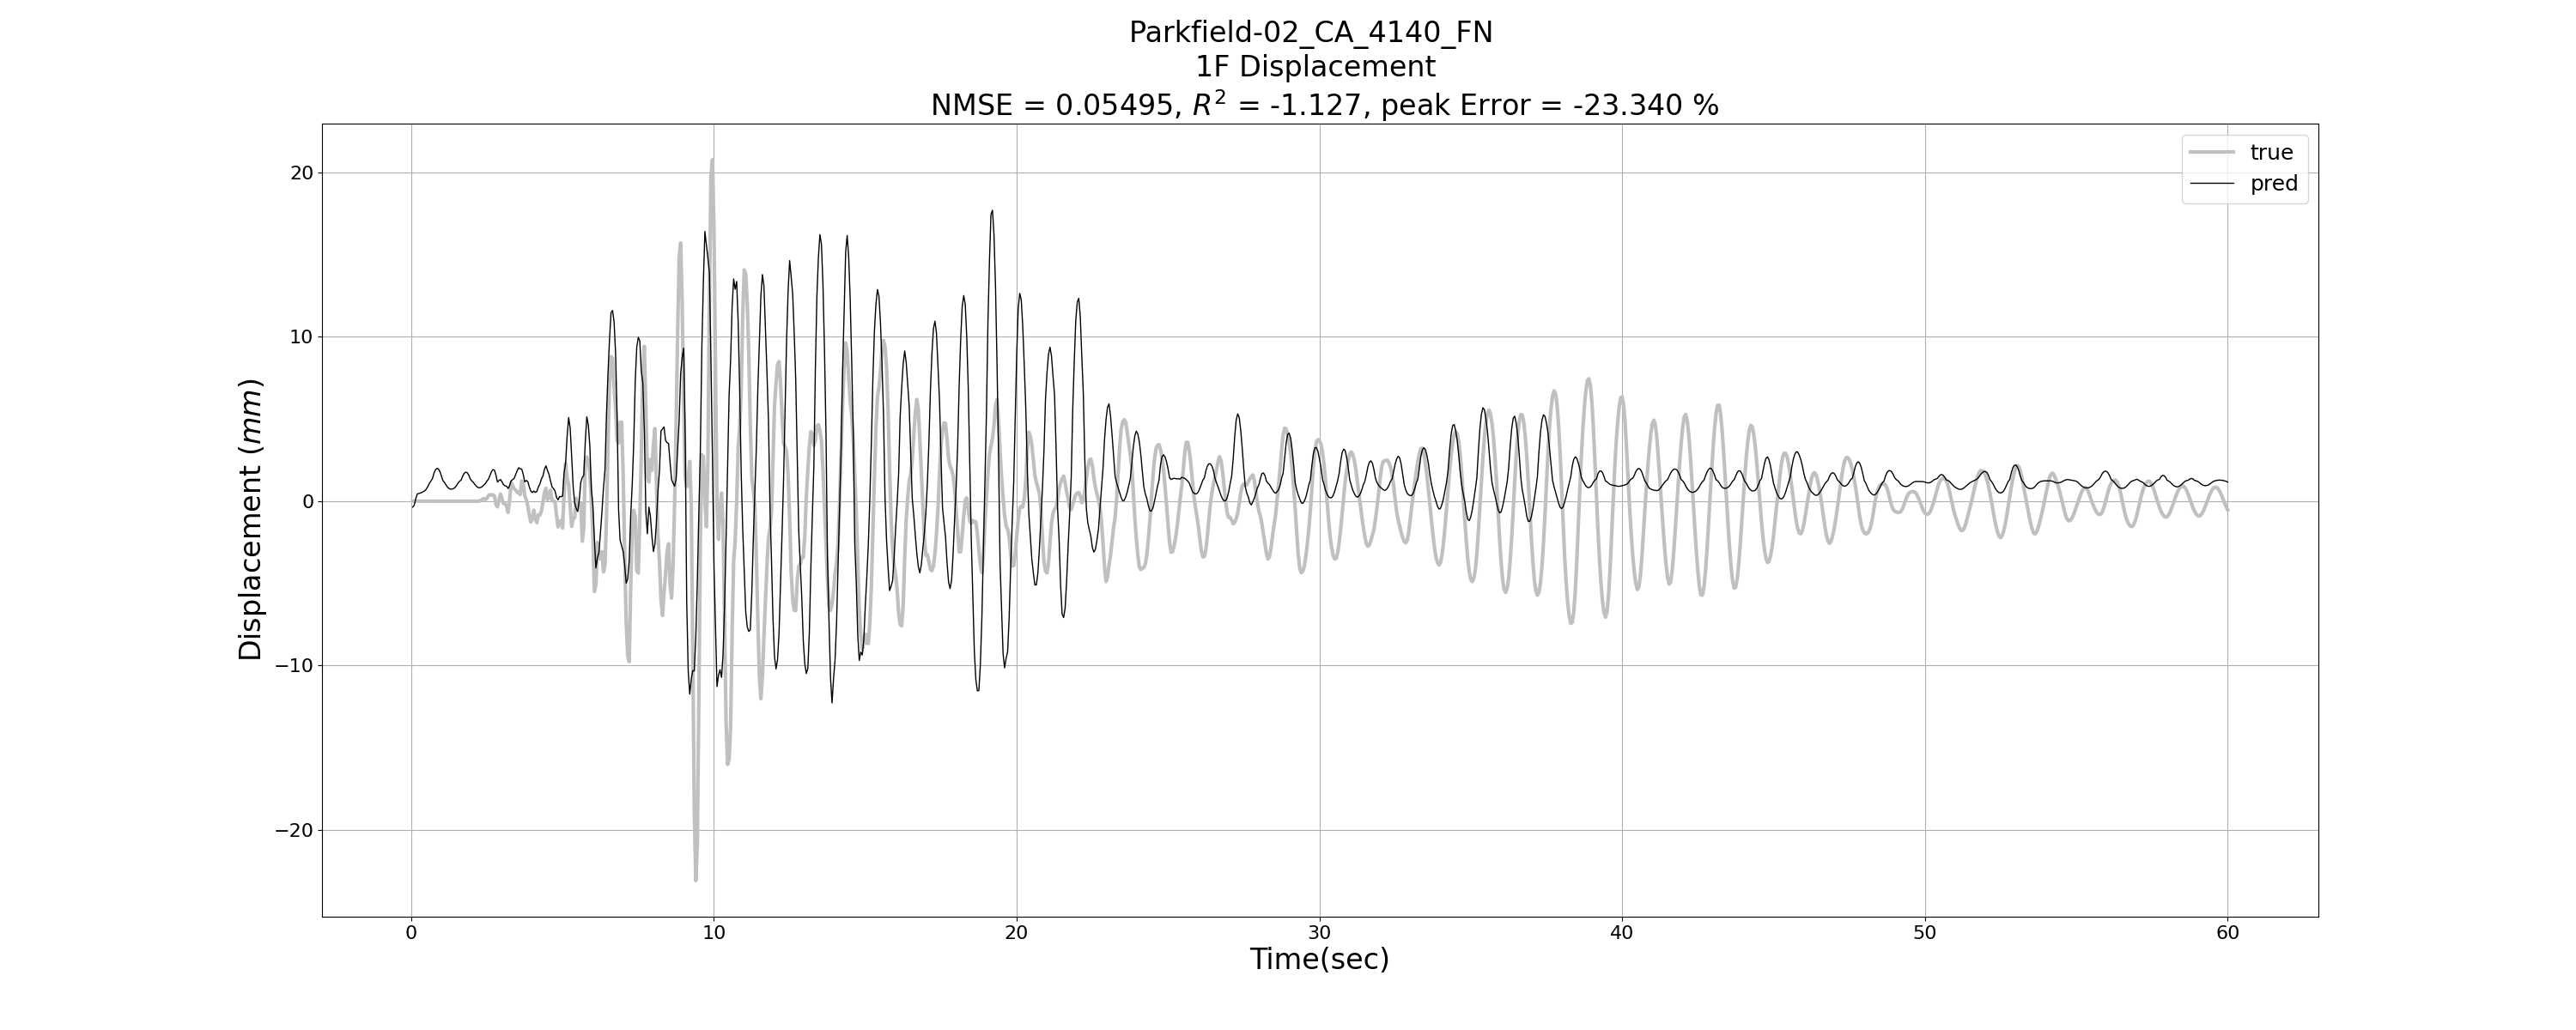 Parkfield-02_CA_4140_FN
1F Displacement
NMSE = 0.05495, R² = -1.127, peak Error = -23.340 %
true
pred
20
10
0
−10
−20
Displacement (mm)
0 10 20 30 40 50 60
Time(sec)